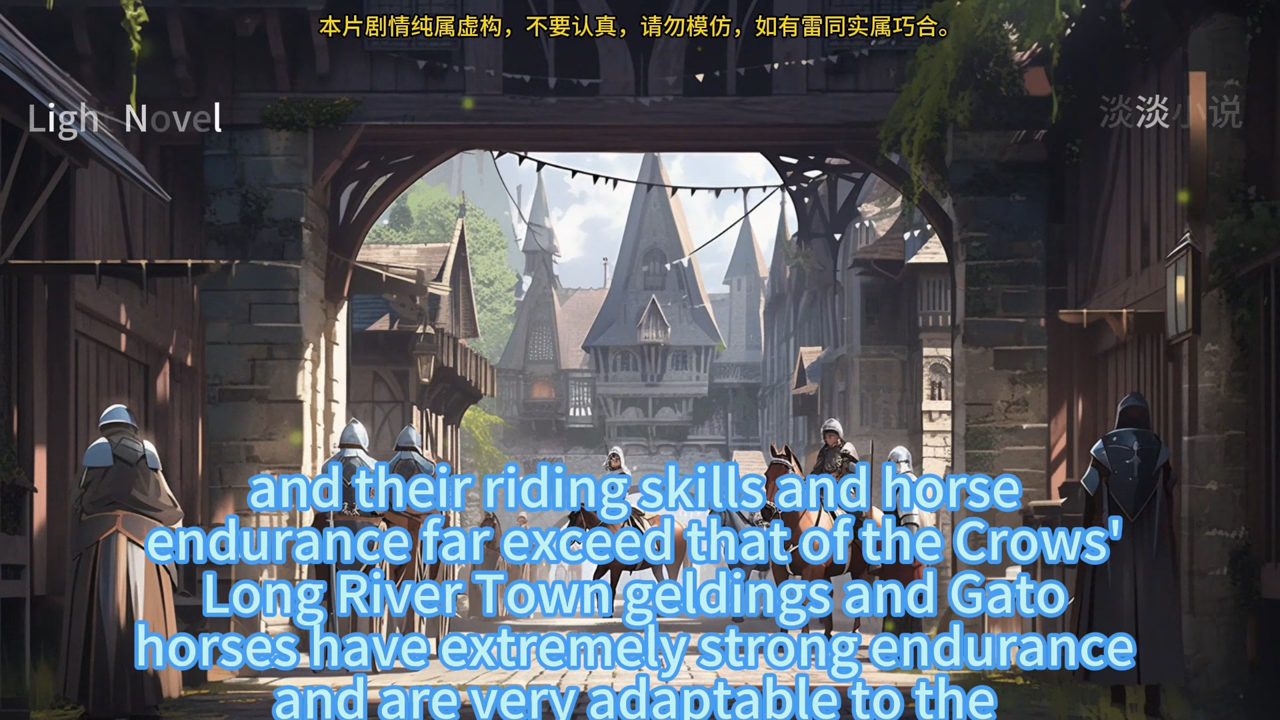 本片剧情纯属虚构，不要认真，请勿模仿，如有雷同实属巧合。
Ligh Novel
淡淡小说
and their riding skills and horse
endurance far exceed that of the Crows'
Long River Town geldings and Gato
horses have extremely strong endurance
and are very adaptable to the